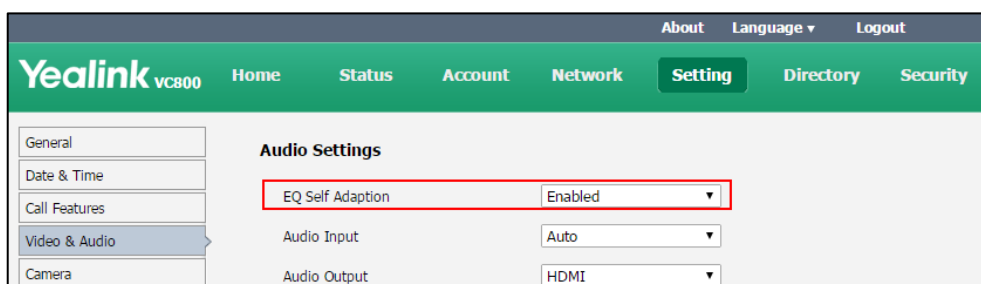 About Language ▾ Logout
Yealink VC800 Home Status Account Network Setting Directory Security
General
Date & Time
Call Features
Video & Audio
Camera
Audio Settings
EQ Self Adaption Enabled
Audio Input Auto
Audio Output HDMI